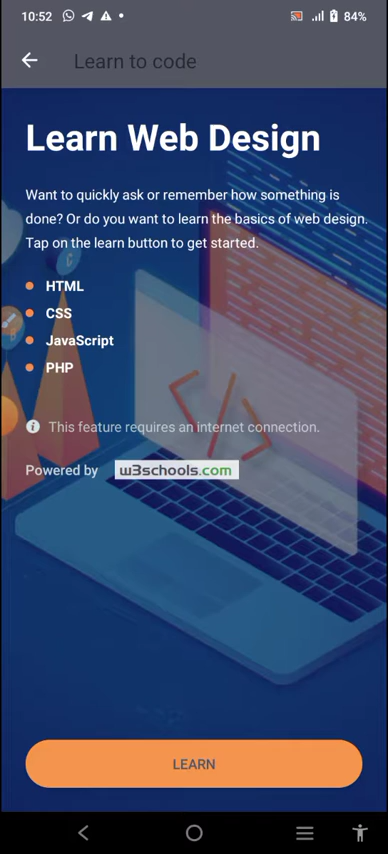 10:52 84%
Learn to code
Learn Web Design
Want to quickly ask or remember how something is
done? Or do you want to learn the basics of web design.
Tap on the learn button to get started.
HTML
CSS
JavaScript
PHP
This feature requires an internet connection.
Powered by w3schools.com
LEARN